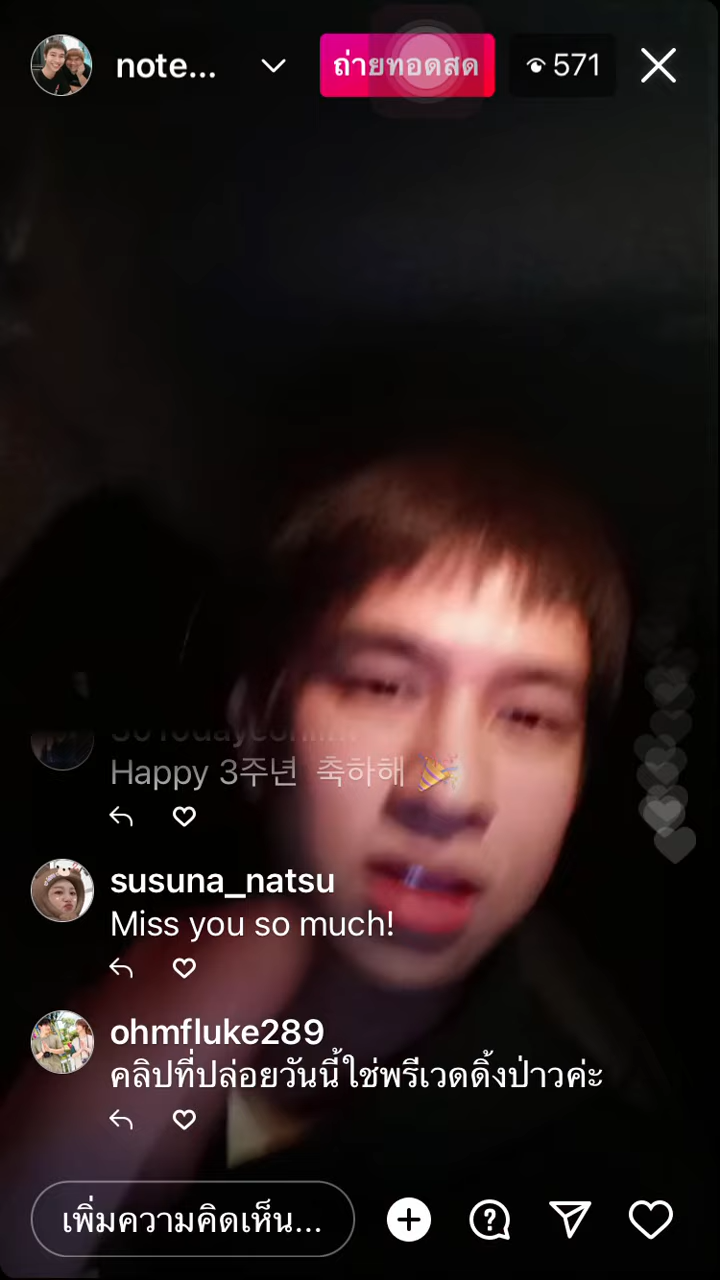 note...
ถ่ายทอดสด
571
Happy 3주년 축하해 🎉
susuna_natsu
Miss you so much!
ohmfluke289
คลิปที่ปล่อยวันนี้ใช่พรีเวดดิ้งป่าวค่ะ
เพิ่มความคิดเห็น...